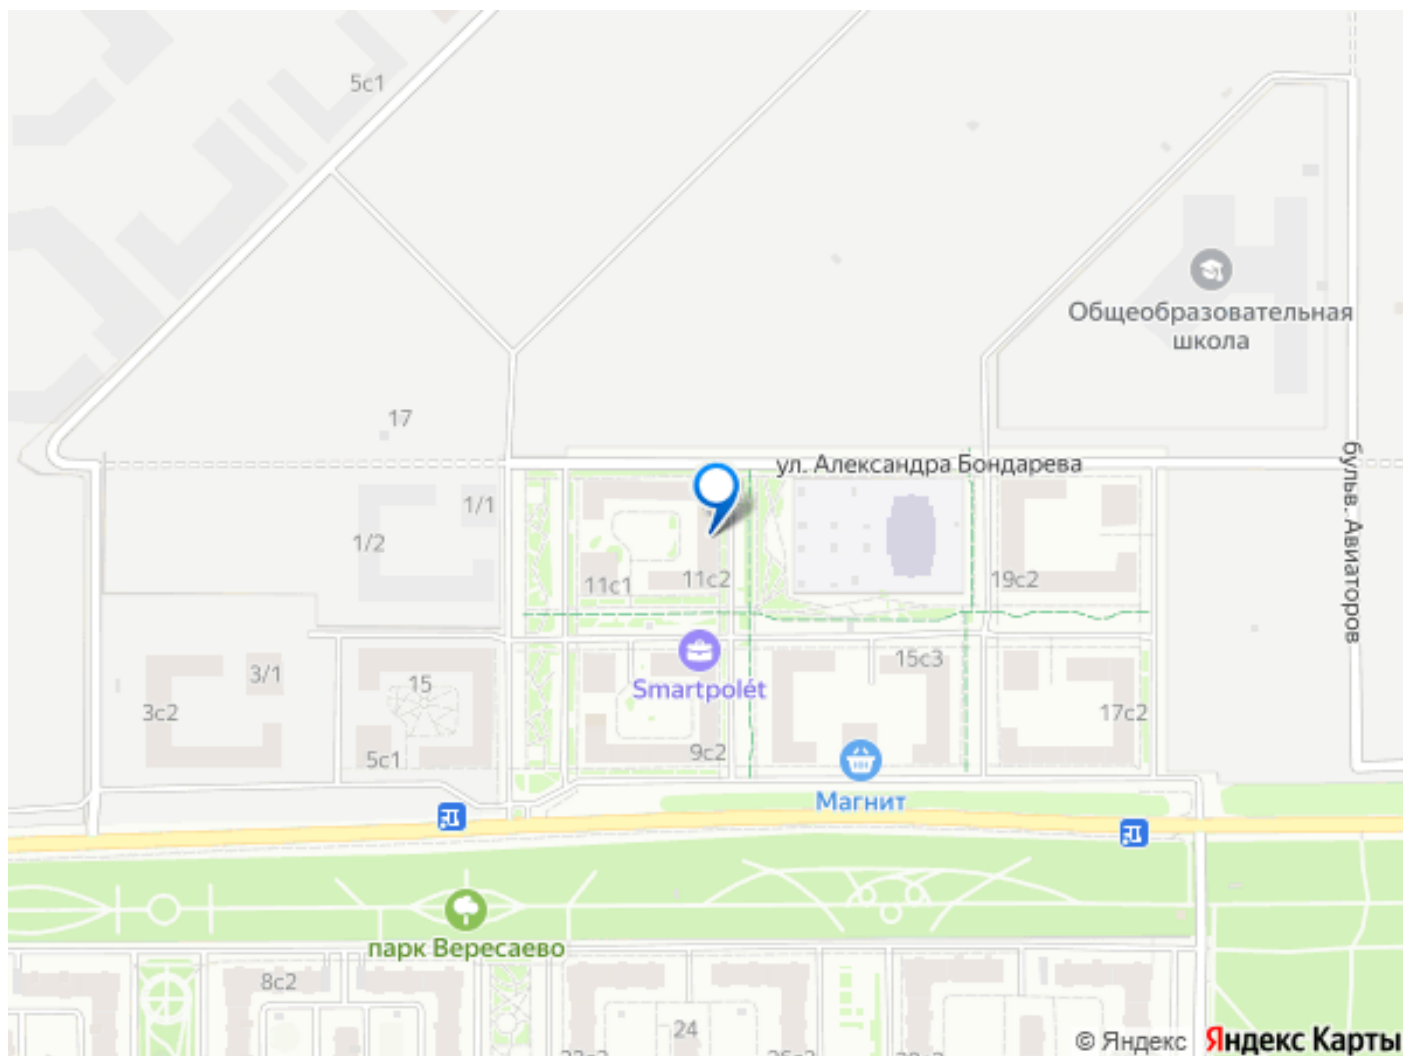 5с1
Общеобразовательная
школа
17
ул. Александра Бондарева
бульв. Авиаторов
1/1
1/2
11с1
11с2
19с2
3/1
15
15с3
Smartpolét
3с2
17с2
5с1
9с2
Магнит
парк Вересаево
8с2
24
© Яндекс
Яндекс Карты